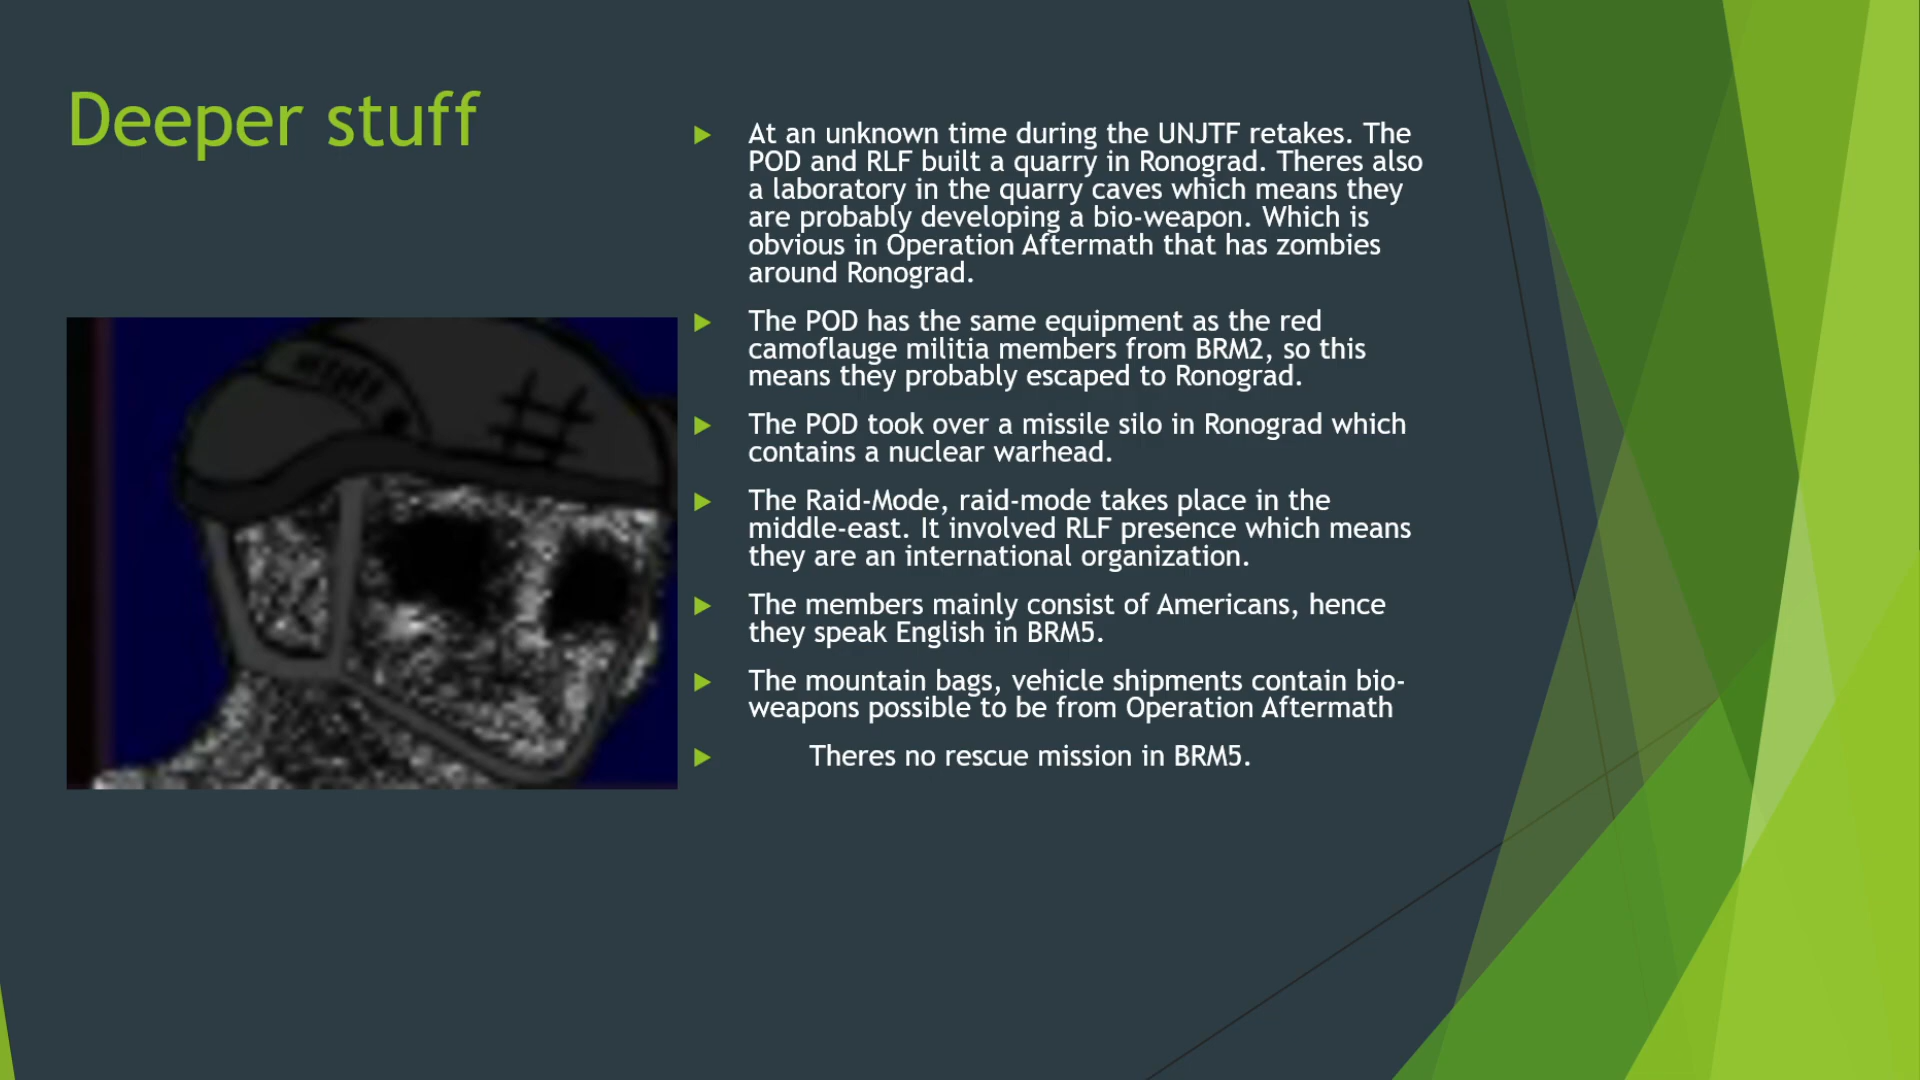 Deeper stuff
At an unknown time during the UNJTF retakes. The
POD and RLF built a quarry in Ronograd. Theres also
a laboratory in the quarry caves which means they
are probably developing a bio-weapon. Which is
obvious in Operation Aftermath that has zombies
around Ronograd.
The POD has the same equipment as the red
camoflauge militia members from BRM2, so this
means they probably escaped to Ronograd.
The POD took over a missile silo in Ronograd which
contains a nuclear warhead.
The Raid-Mode, raid-mode takes place in the
middle-east. It involved RLF presence which means
they are an international organization.
The members mainly consist of Americans, hence
they speak English in BRM5.
The mountain bags, vehicle shipments contain bio-
weapons possible to be from Operation Aftermath
Theres no rescue mission in BRM5.